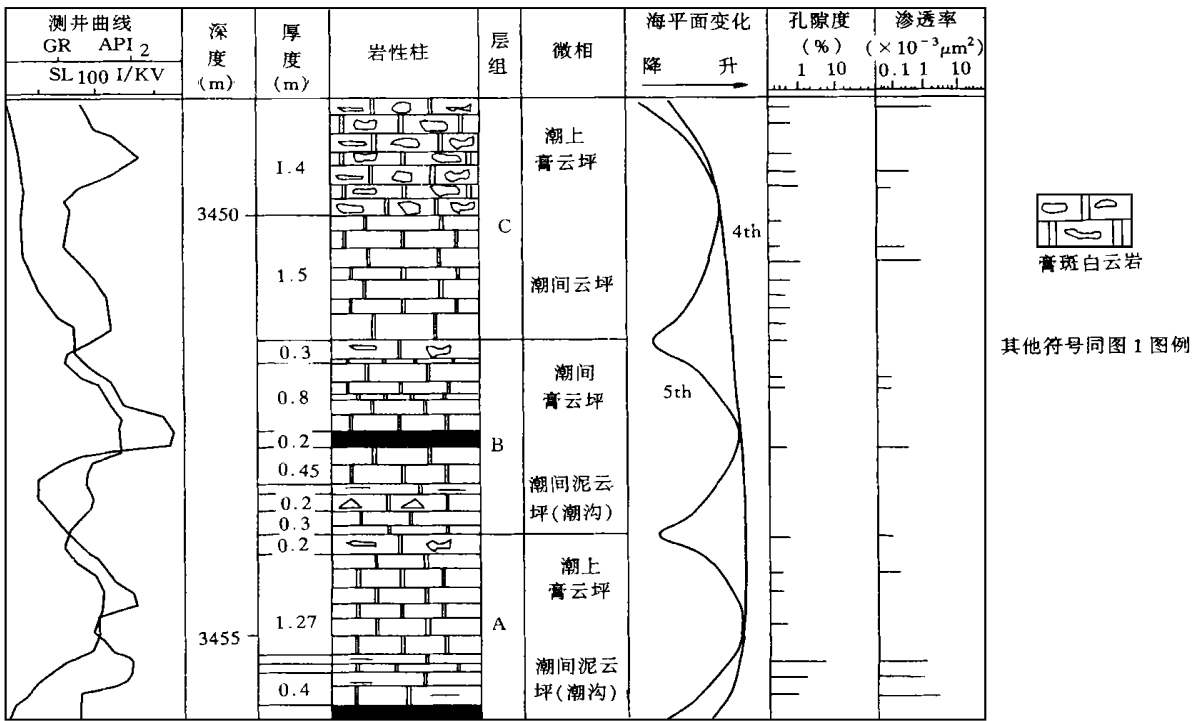 测井曲线
GR API 2
SL 100 I/KV
深度
(m)
厚度
(m)
岩性柱
层组
微相
海平面变化
降 升
孔隙度
(%)
1 10
渗透率
(×10⁻³μm²)
0.1 1 10
3450
3455
1.4
1.5
0.3
0.8
0.2
0.45
0.2
0.3
0.2
1.27
0.4
C
B
A
潮上
膏云坪
潮间云坪
潮间
膏云坪
潮间泥云
坪(潮沟)
潮上
膏云坪
潮间泥云
坪(潮沟)
4th
5th
膏斑白云岩
其他符号同图 1 图例